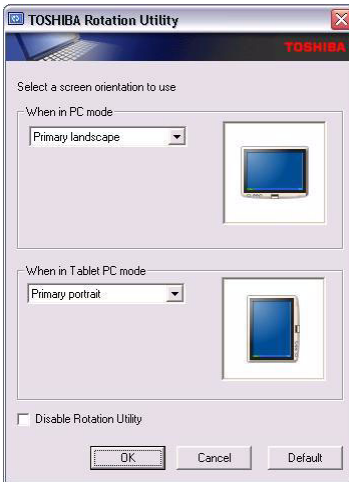 TOSHIBA Rotation Utility
TOSHIBA
Select a screen orientation to use
When in PC mode
Primary landscape
When in Tablet PC mode
Primary portrait
Disable Rotation Utility
OK
Cancel
Default